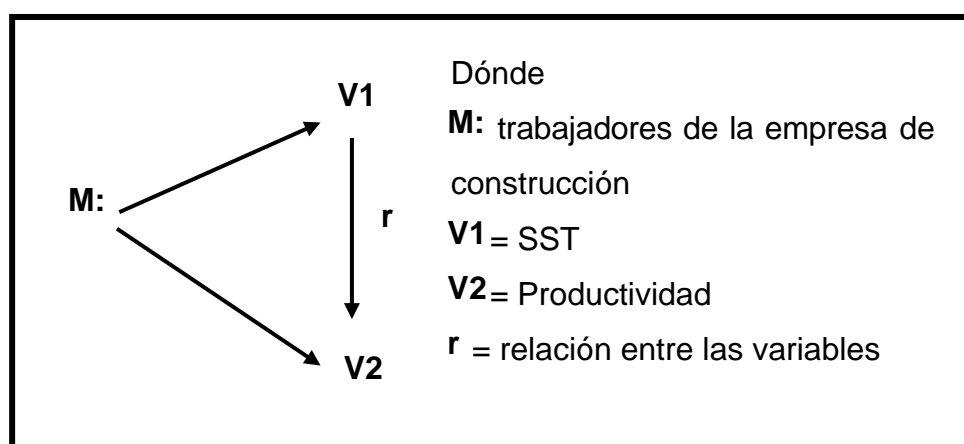 V1
M:
r
V2
Dónde
M: trabajadores de la empresa de
construcción
V1= SST
V2= Productividad
r = relación entre las variables